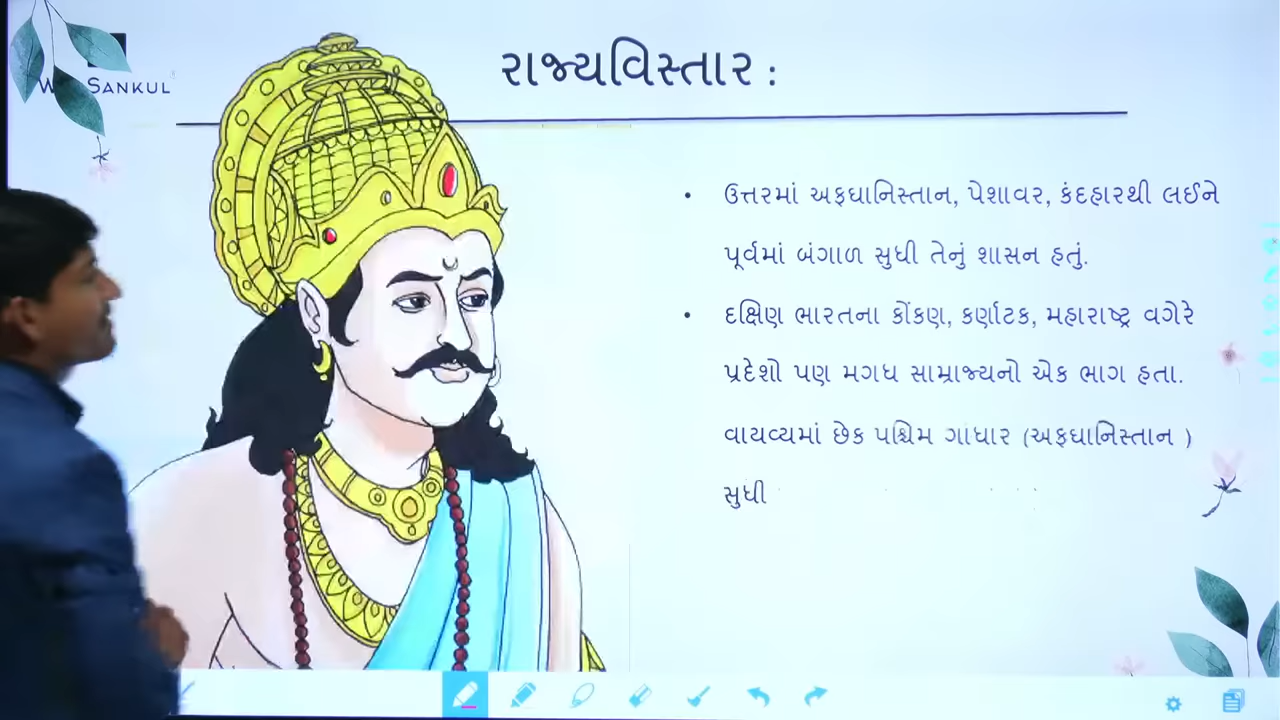 રાજ્યવિસ્તાર :
SANKUL
• ઉત્તરમાં અફઘાનિસ્તાન, પેશાવર, કંદહારથી લઈને
પૂર્વમાં બંગાળ સુધી તેનું શાસન હતું.
• દક્ષિણ ભારતના કોંકણ, કર્ણાટક, મહારાષ્ટ્ર વગેરે
પ્રદેશો પણ મગધ સામ્રાજ્યનો એક ભાગ હતા.
વાયવ્યમાં છેક પશ્ચિમ ગાંધાર (અફઘાનિસ્તાન )
સુધી